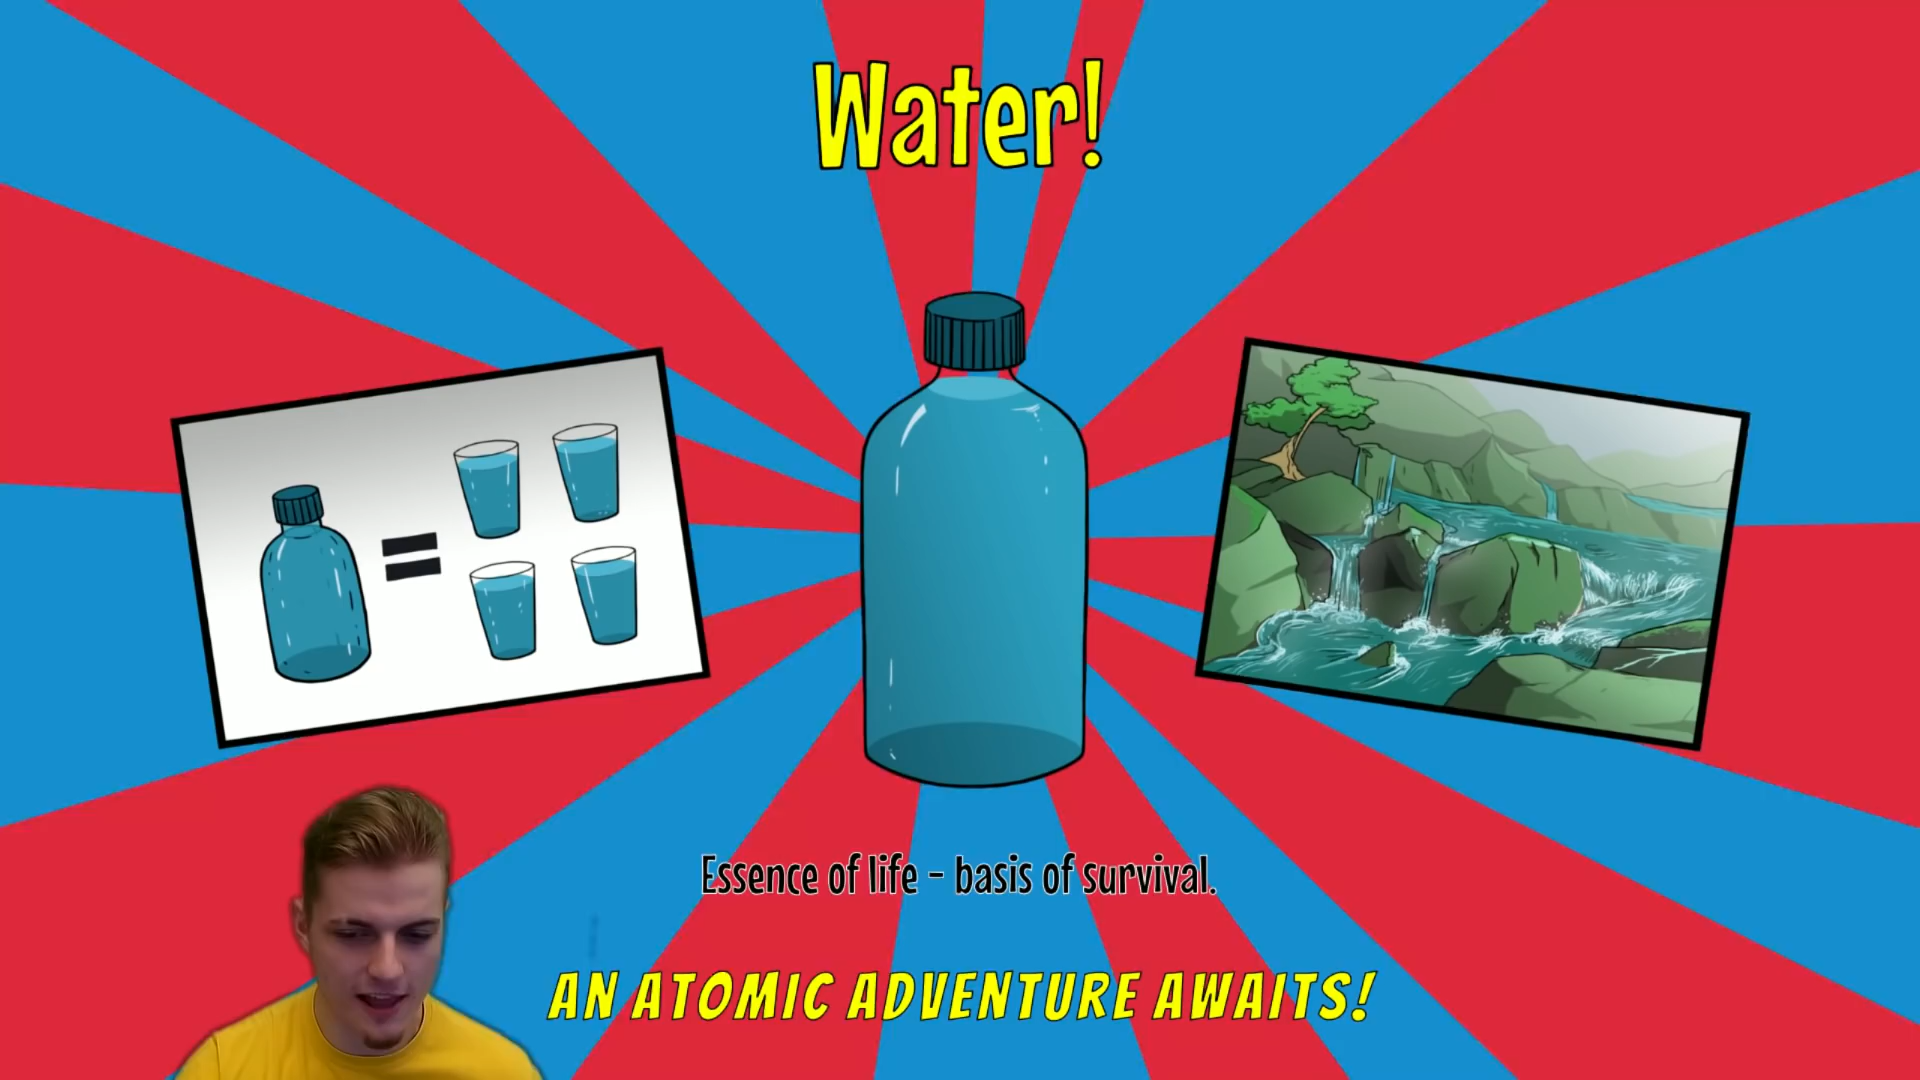 Water!
Essence of life - basis of survival.
AN ATOMIC ADVENTURE AWAITS!